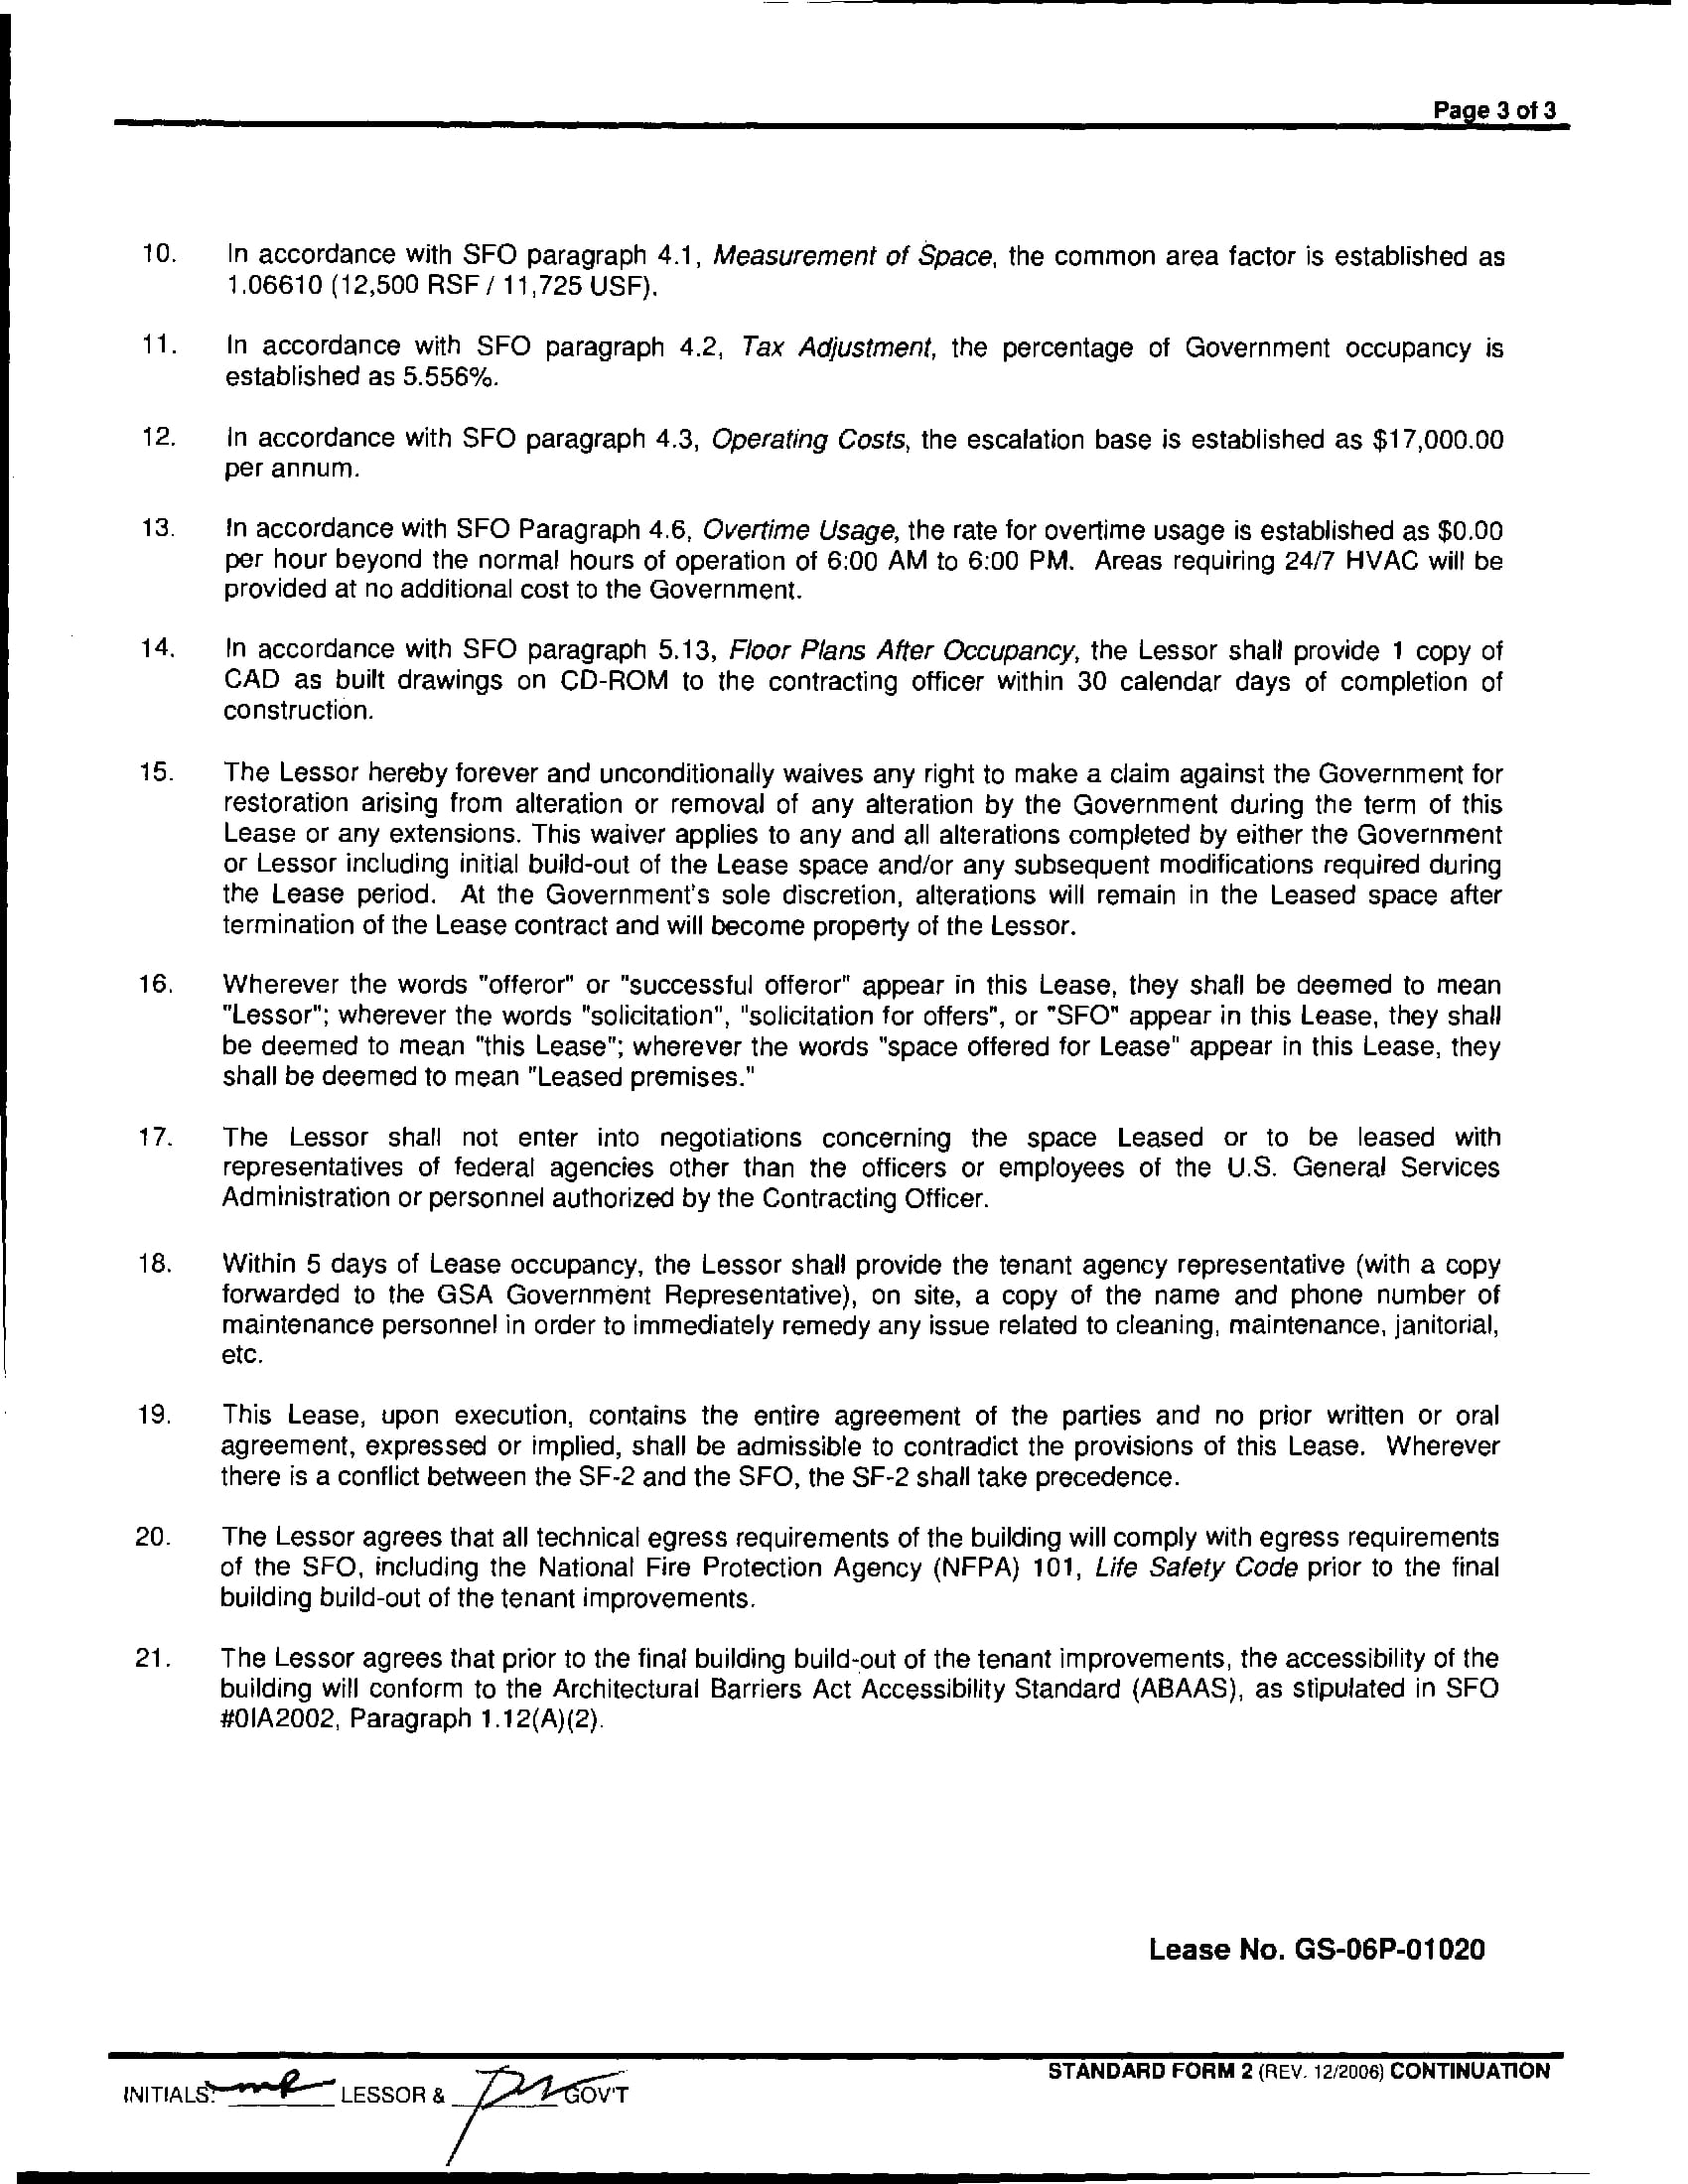 Page 3 of 3
10. In accordance with SFO paragraph 4.1, Measurement of Space, the common area factor is established as
1.06610 (12,500 RSF / 11,725 USF).
11. In accordance with SFO paragraph 4.2, Tax Adjustment, the percentage of Government occupancy is
established as 5.556%.
12. In accordance with SFO paragraph 4.3, Operating Costs, the escalation base is established as $17,000.00
per annum.
13. In accordance with SFO Paragraph 4.6, Overtime Usage, the rate for overtime usage is established as $0.00
per hour beyond the normal hours of operation of 6:00 AM to 6:00 PM. Areas requiring 24/7 HVAC will be
provided at no additional cost to the Government.
14. In accordance with SFO paragraph 5.13, Floor Plans After Occupancy, the Lessor shall provide 1 copy of
CAD as built drawings on CD-ROM to the contracting officer within 30 calendar days of completion of
construction.
15. The Lessor hereby forever and unconditionally waives any right to make a claim against the Government for
restoration arising from alteration or removal of any alteration by the Government during the term of this
Lease or any extensions. This waiver applies to any and all alterations completed by either the Government
or Lessor including initial build-out of the Lease space and/or any subsequent modifications required during
the Lease period. At the Government's sole discretion, alterations will remain in the Leased space after
termination of the Lease contract and will become property of the Lessor.
16. Wherever the words "offeror" or "successful offeror" appear in this Lease, they shall be deemed to mean
"Lessor"; wherever the words "solicitation", "solicitation for offers", or "SFO" appear in this Lease, they shall
be deemed to mean "this Lease"; wherever the words "space offered for Lease" appear in this Lease, they
shall be deemed to mean "Leased premises."
17. The Lessor shall not enter into negotiations concerning the space Leased or to be leased with
representatives of federal agencies other than the officers or employees of the U.S. General Services
Administration or personnel authorized by the Contracting Officer.
18. Within 5 days of Lease occupancy, the Lessor shall provide the tenant agency representative (with a copy
forwarded to the GSA Government Representative), on site, a copy of the name and phone number of
maintenance personnel in order to immediately remedy any issue related to cleaning, maintenance, janitorial,
etc.
19. This Lease, upon execution, contains the entire agreement of the parties and no prior written or oral
agreement, expressed or implied, shall be admissible to contradict the provisions of this Lease. Wherever
there is a conflict between the SF-2 and the SFO, the SF-2 shall take precedence.
20. The Lessor agrees that all technical egress requirements of the building will comply with egress requirements
of the SFO, including the National Fire Protection Agency (NFPA) 101, Life Safety Code prior to the final
building build-out of the tenant improvements.
21. The Lessor agrees that prior to the final building build-out of the tenant improvements, the accessibility of the
building will conform to the Architectural Barriers Act Accessibility Standard (ABAAS), as stipulated in SFO
#0IA2002, Paragraph 1.12(A)(2).
Lease No. GS-06P-01020
STANDARD FORM 2 (REV. 12/2006) CONTINUATION
INITIALS: LESSOR & GOV'T